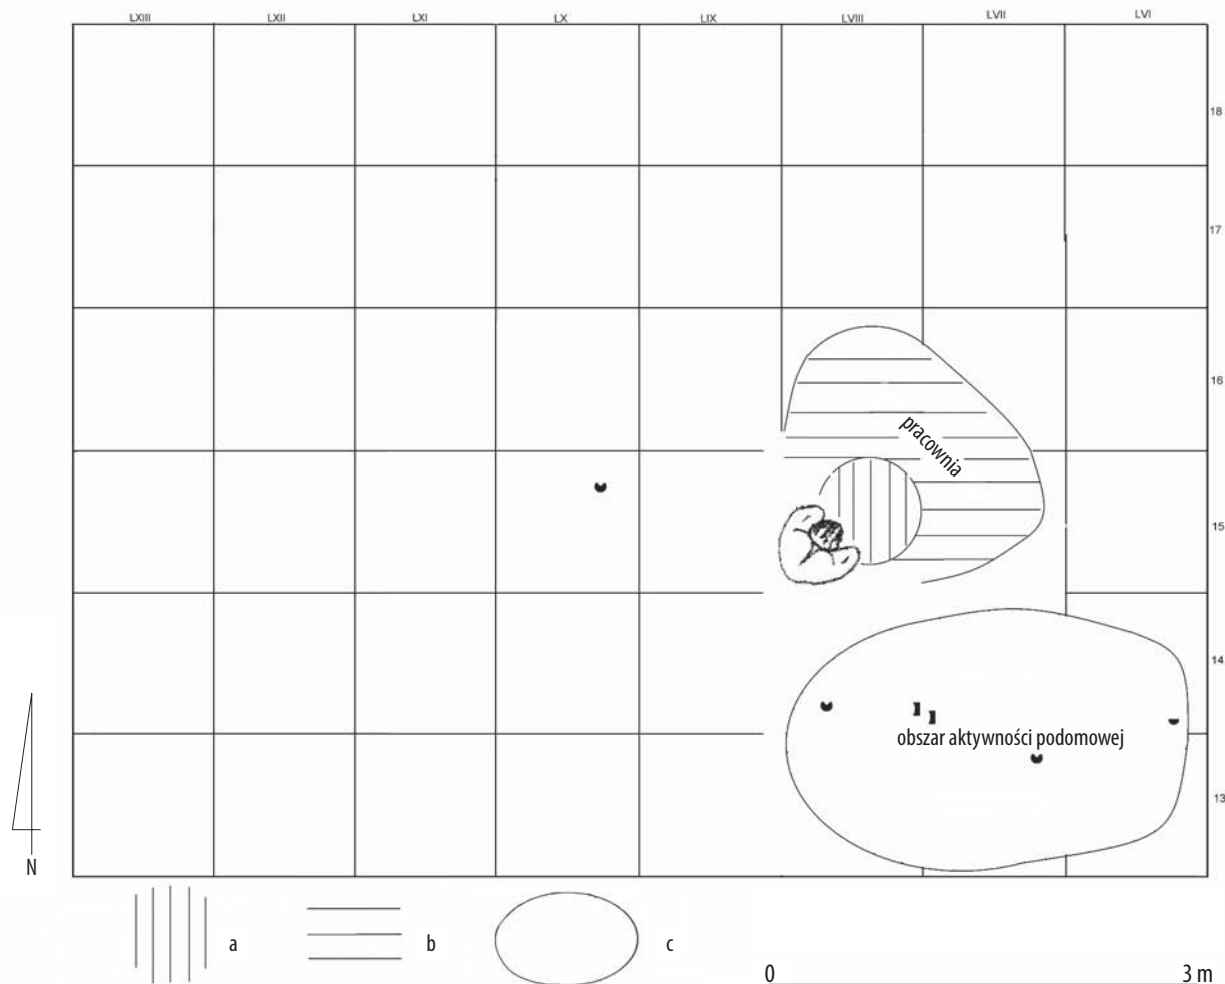 LXIII LXII LXI LX LIX LVIII LVII LVI
18
17
16
pracownia
15
14
obszar aktywności podomowej
13
N
a b c
0 3 m